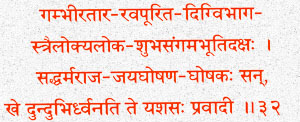 गम्भीरतार-रवपूरित-दिग्विभाग-
स्त्रैलोक्यलोक-शुभसंगमभूतिदक्षः ।
सद्धर्मराज-जयघोषण-घोषकः सन्,
खे दुन्दुभिर्ध्वनति ते यशसः प्रवादी ॥३२